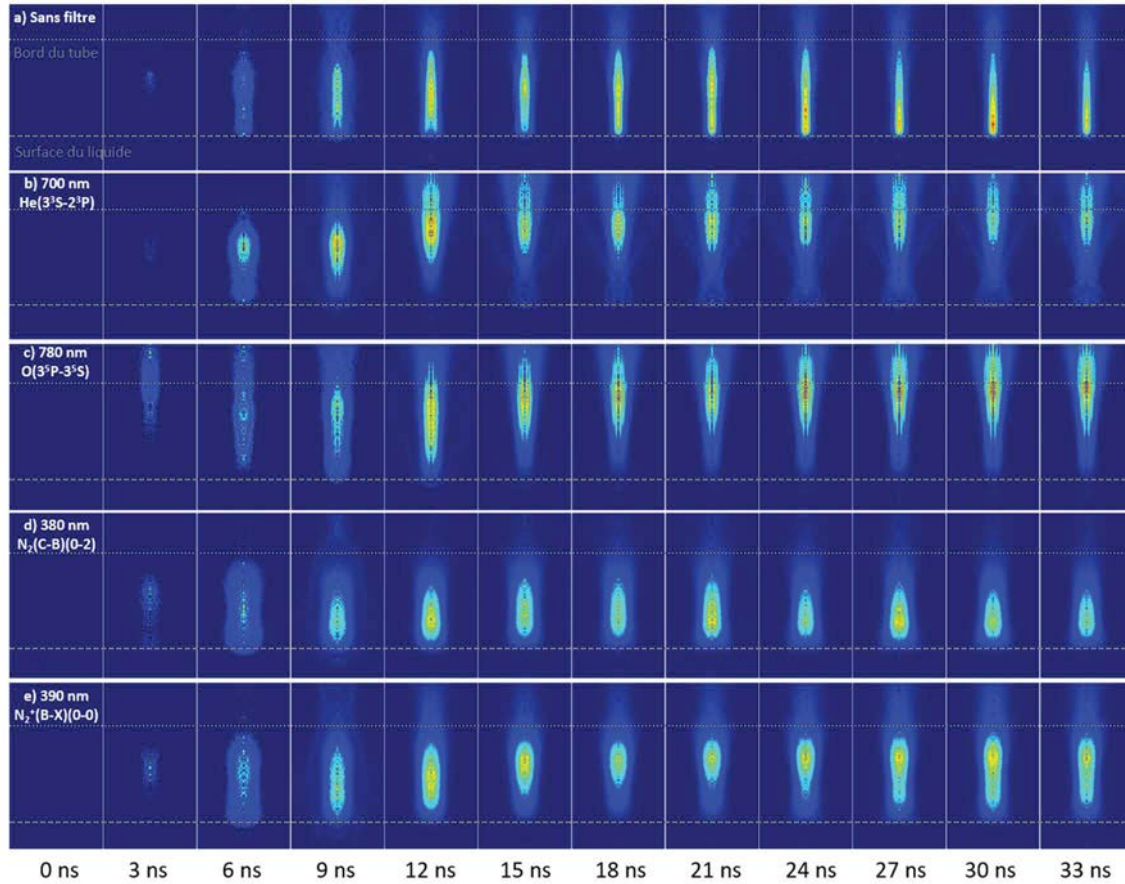 a) Sans filtre
Bord du tube
Surface du liquide
b) 700 nm
He(3³S-2³P)
c) 780 nm
O(3⁵P-3⁵S)
d) 380 nm
N₂(C-B)(0-2)
e) 390 nm
N₂⁺(B-X)(0-0)
0 ns 3 ns 6 ns 9 ns 12 ns 15 ns 18 ns 21 ns 24 ns 27 ns 30 ns 33 ns